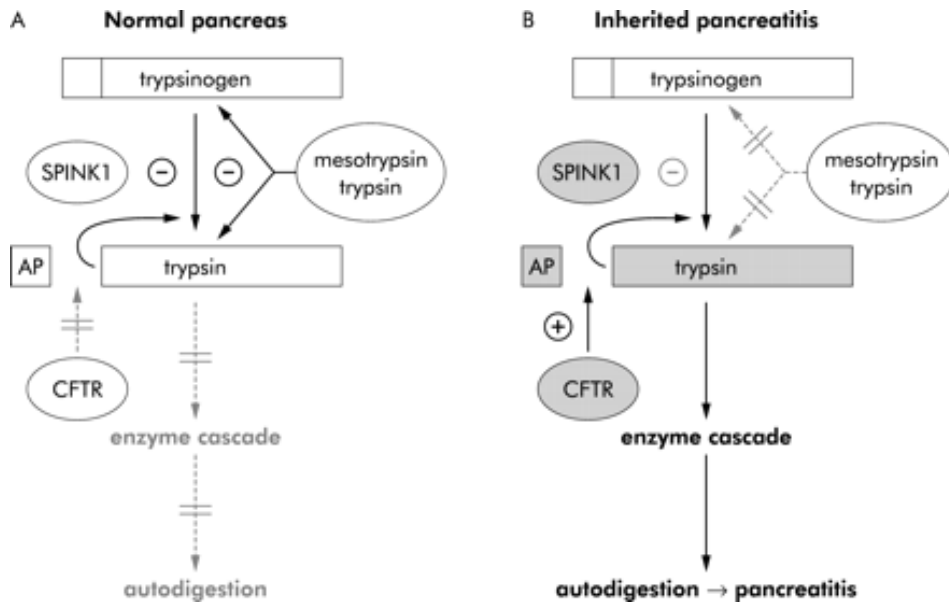 A Normal pancreas
trypsinogen
SPINK1
−
−
mesotrypsin
trypsin
AP
trypsin
CFTR
enzyme cascade
autodigestion
B Inherited pancreatitis
trypsinogen
SPINK1
−
mesotrypsin
trypsin
AP
trypsin
+
CFTR
enzyme cascade
autodigestion → pancreatitis